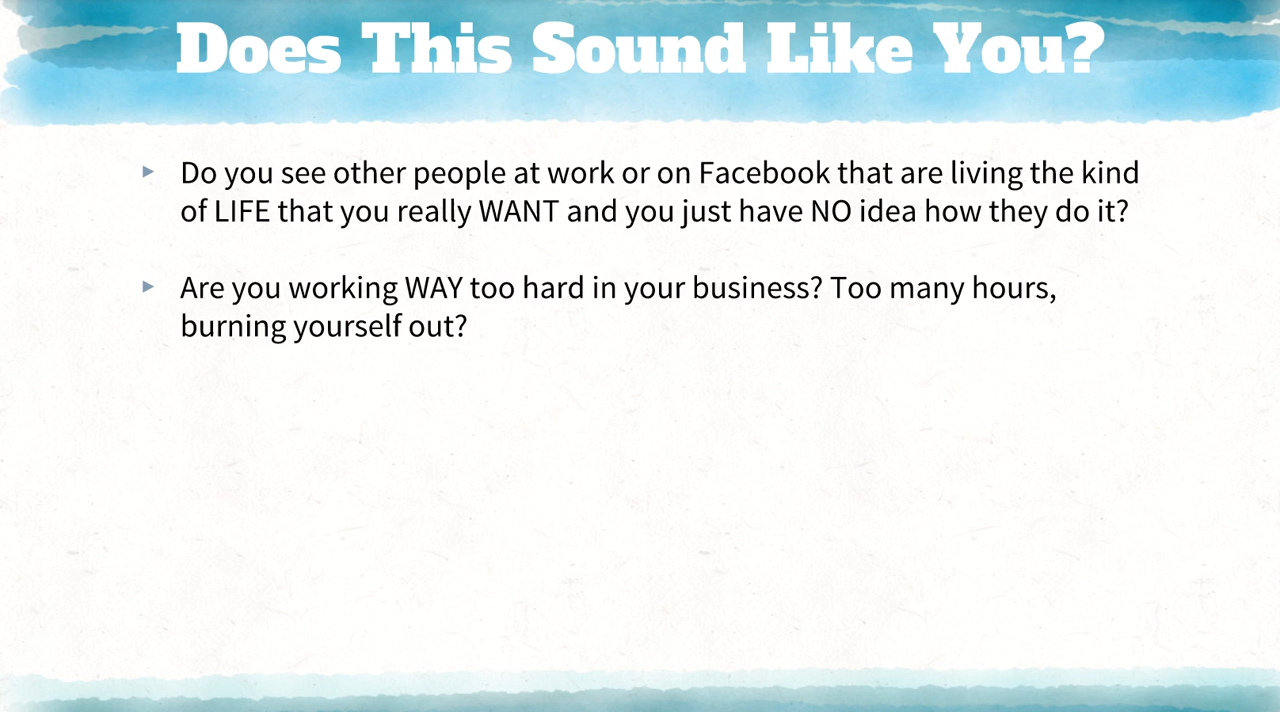 Does This Sound Like You?
Do you see other people at work or on Facebook that are living the kind
of LIFE that you really WANT and you just have NO idea how they do it?
Are you working WAY too hard in your business? Too many hours,
burning yourself out?